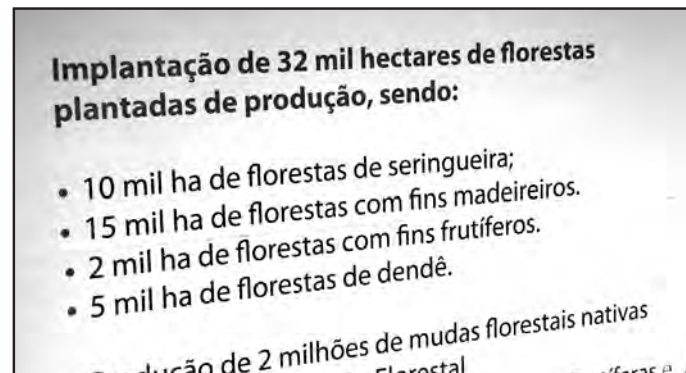 Implantação de 32 mil hectares de florestas
plantadas de produção, sendo:
• 10 mil ha de florestas de seringueira;
• 15 mil ha de florestas com fins madeireiros.
• 2 mil ha de florestas com fins frutíferos.
• 5 mil ha de florestas de dendê.
de 2 milhões de mudas florestais nativas
Florestal